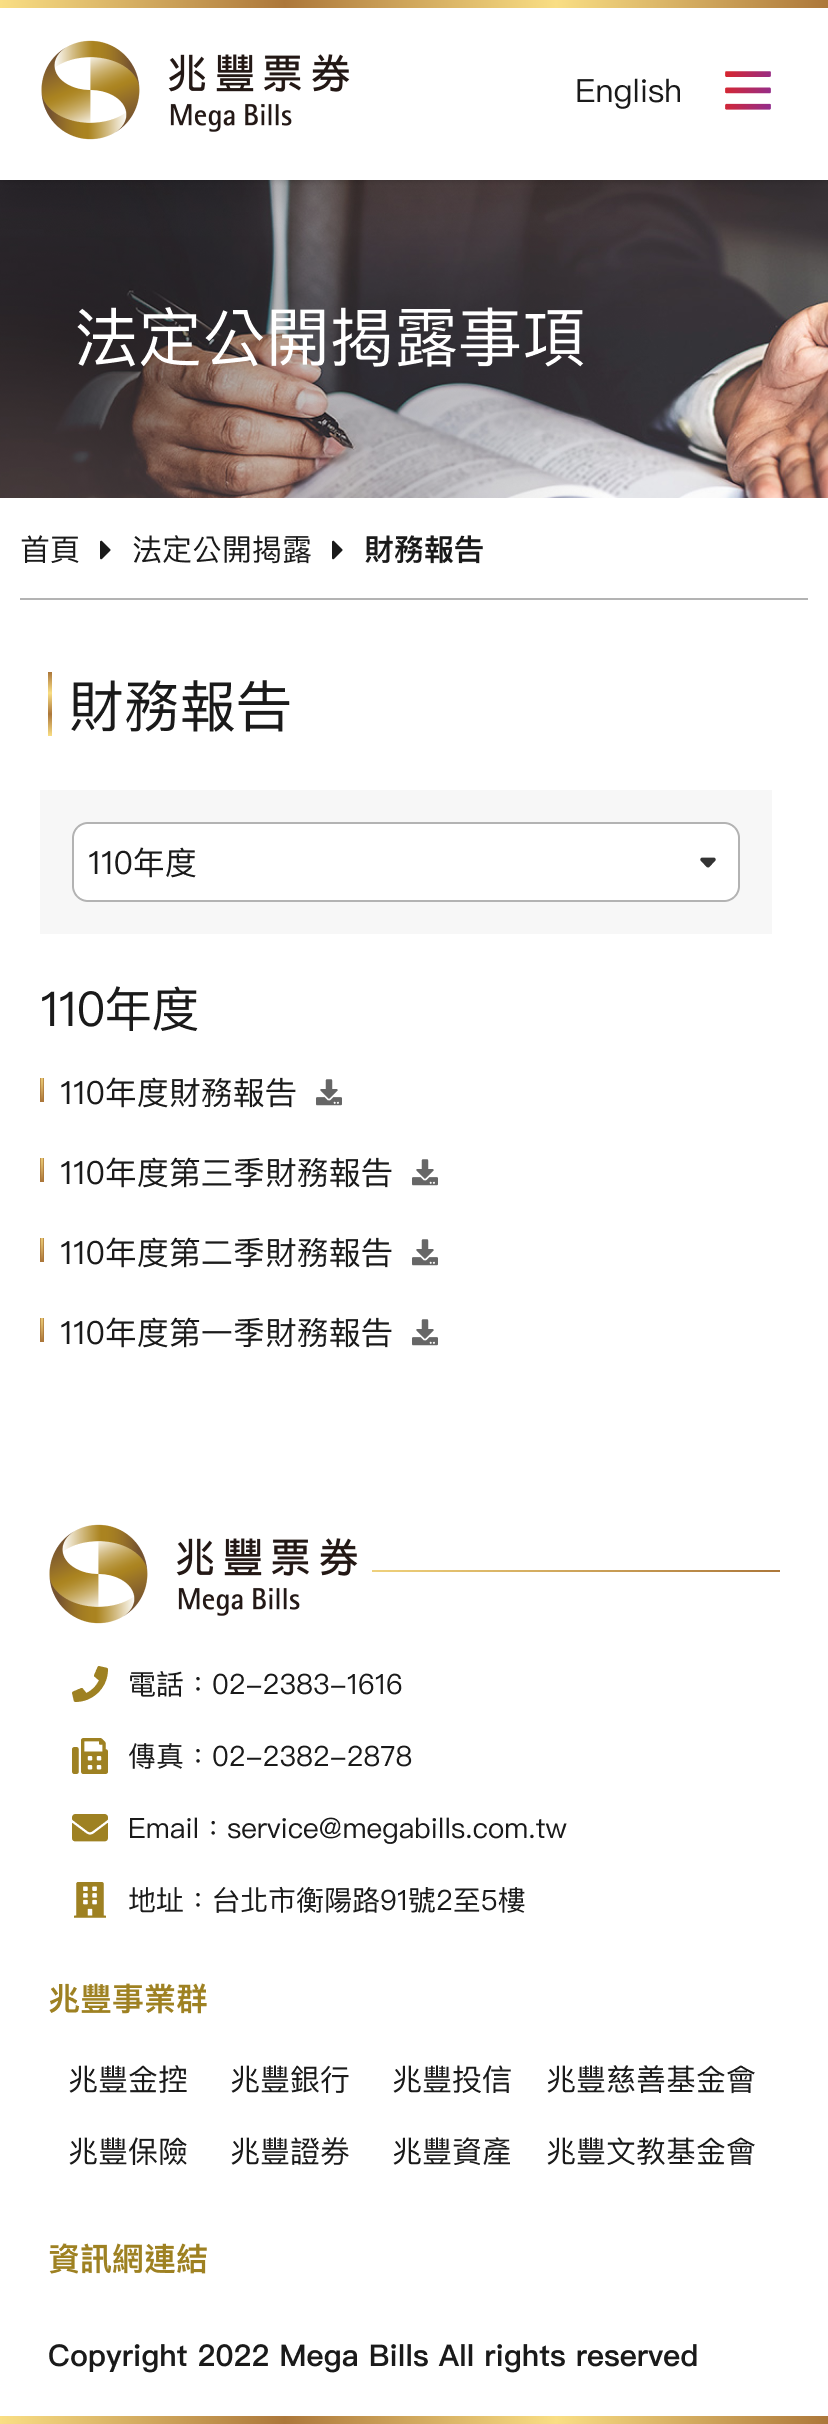 兆豐票券
Mega Bills
English
法定公開揭露事項
首頁 法定公開揭露 財務報告
財務報告
110年度
110年度
110年度財務報告
110年度第三季財務報告
110年度第二季財務報告
110年度第一季財務報告
兆豐票券
Mega Bills
電話：02-2383-1616
傳真：02-2382-2878
Email：service@megabills.com.tw
地址：台北市衡陽路91號2至5樓
兆豐事業群
兆豐金控 兆豐銀行 兆豐投信 兆豐慈善基金會
兆豐保險 兆豐證券 兆豐資產 兆豐文教基金會
資訊網連結
Copyright 2022 Mega Bills All rights reserved